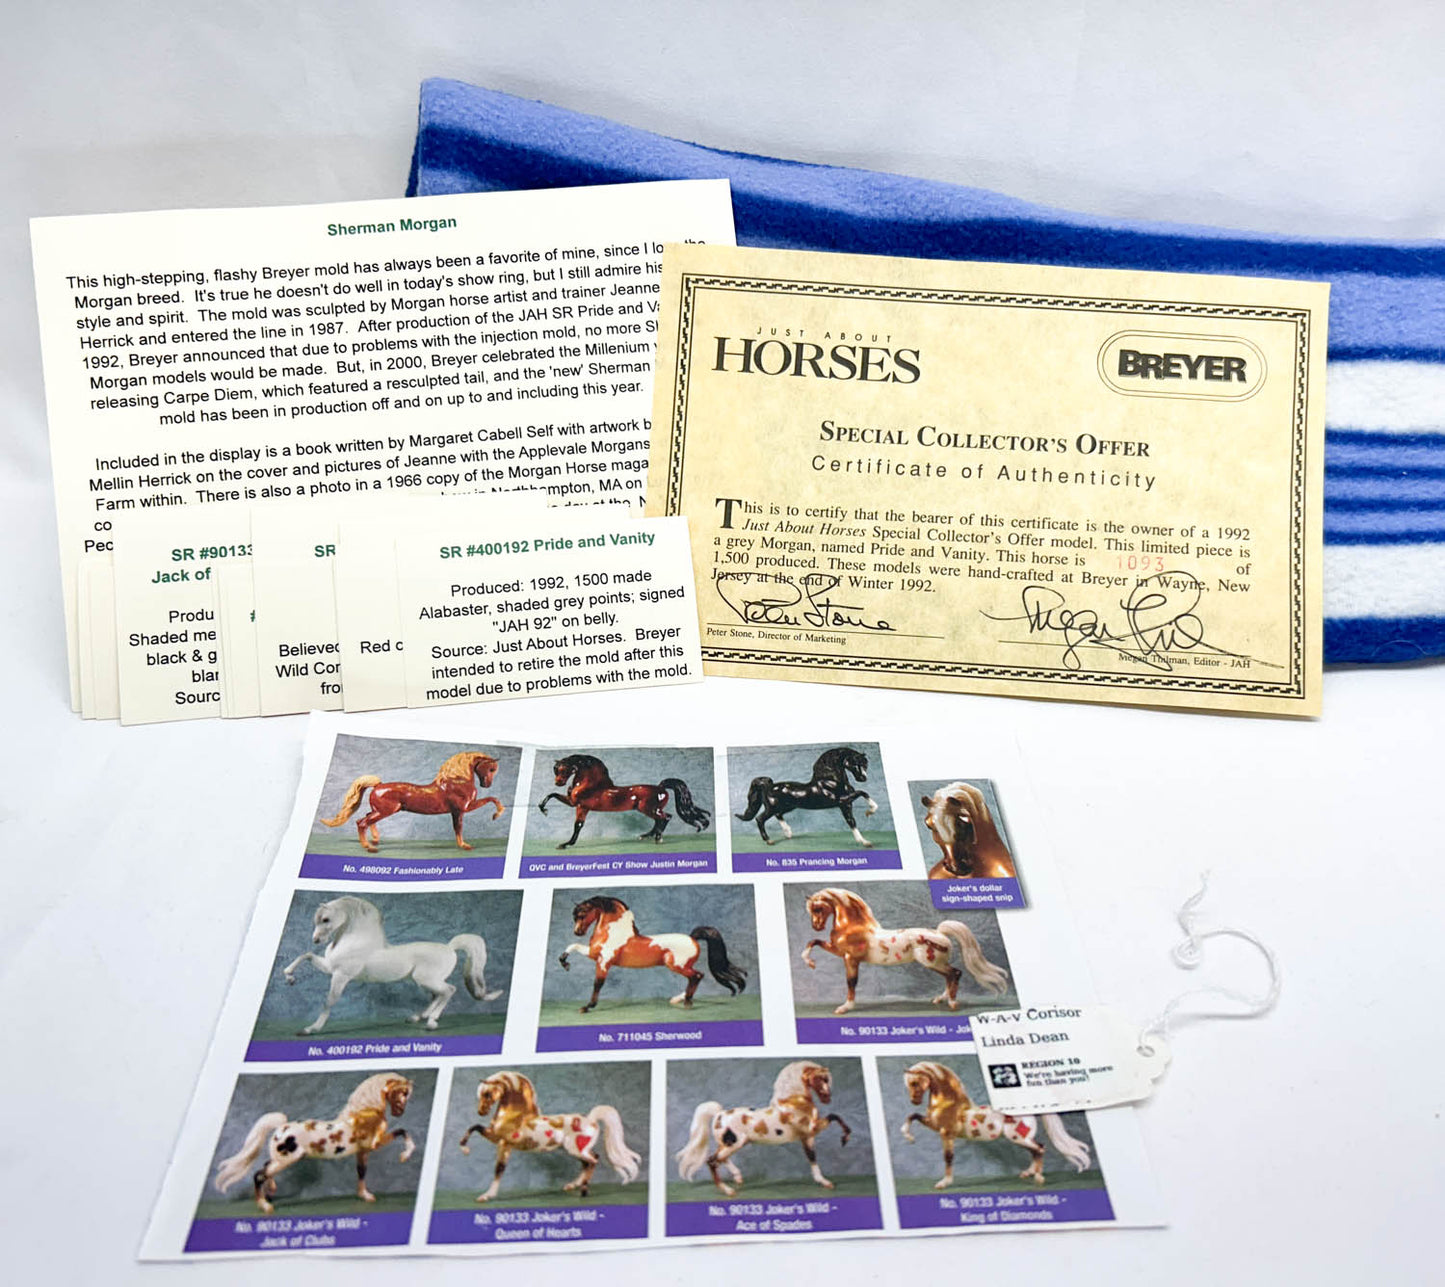 Sherman Morgan
This high-stepping, flashy Breyer mold has always been a favorite of mine, since I
Morgan breed. It's true he doesn't do well in today's show ring, but I still admire his
style and spirit. The mold was sculpted by Morgan horse artist and trainer Jeanne
Herrick and entered the line in 1987. After production of the JAH SR Pride and
1992, Breyer announced that due to problems with the injection mold, no more
Morgan models would be made. But, in 2000, Breyer celebrated the Millenium
releasing Carpe Diem, which featured a resculpted tail, and the 'new' Sherman
mold has been in production off and on up to and including this year.
Included in the display is a book written by Margaret Cabell Self with artwork
Mellin Herrick on the cover and pictures of Jeanne with the Applevale Morgans
Farm within. There is also a photo in a 1966 copy of the Morgan Horse
MA on
SR #90133
Jack of
Shaded
black &
SR
Believed
Wild
Red
SR #400192 Pride and Vanity
Produced: 1992, 1500 made
Alabaster, shaded grey points; signed
"JAH 92" on belly.
Source: Just About Horses. Breyer
intended to retire the mold after this
model due to problems with the mold.
JUST ABOUT
HORSES
BREYER
SPECIAL COLLECTOR'S OFFER
Certificate of Authenticity
This is to certify that the bearer of this certificate is the owner of a 1992
Just About Horses Special Collector's Offer model. This limited piece is
a grey Morgan, named Pride and Vanity. This horse is 1093 of
1,500 produced. These models were hand-crafted at Breyer in Wayne, New
Jersey at the end of Winter 1992.
Peter Stone
Peter Stone, Director of Marketing
Megan Thilman, Editor - JAH
No. 498092 Fashionably Late
QVC and BreyerFest CY Show Justin Morgan
No. 835 Prancing Morgan
Joker's dollar
sign-shaped snip
No. 400192 Pride and Vanity
No. 711045 Sherwood
No. 90133 Joker's Wild -
W-A-V Corisor
Linda Dean
REGION 10
We're having more
fun than you!
No. 90133 Joker's Wild -
Jack of Clubs
No. 90133 Joker's Wild -
Queen of Hearts
No. 90133 Joker's Wild -
Ace of Spades
No. 90133 Joker's Wild -
King of Diamonds